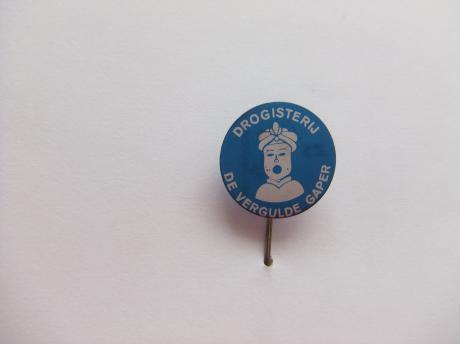 DROGISTERIJ
DE VERGULDE GAPER